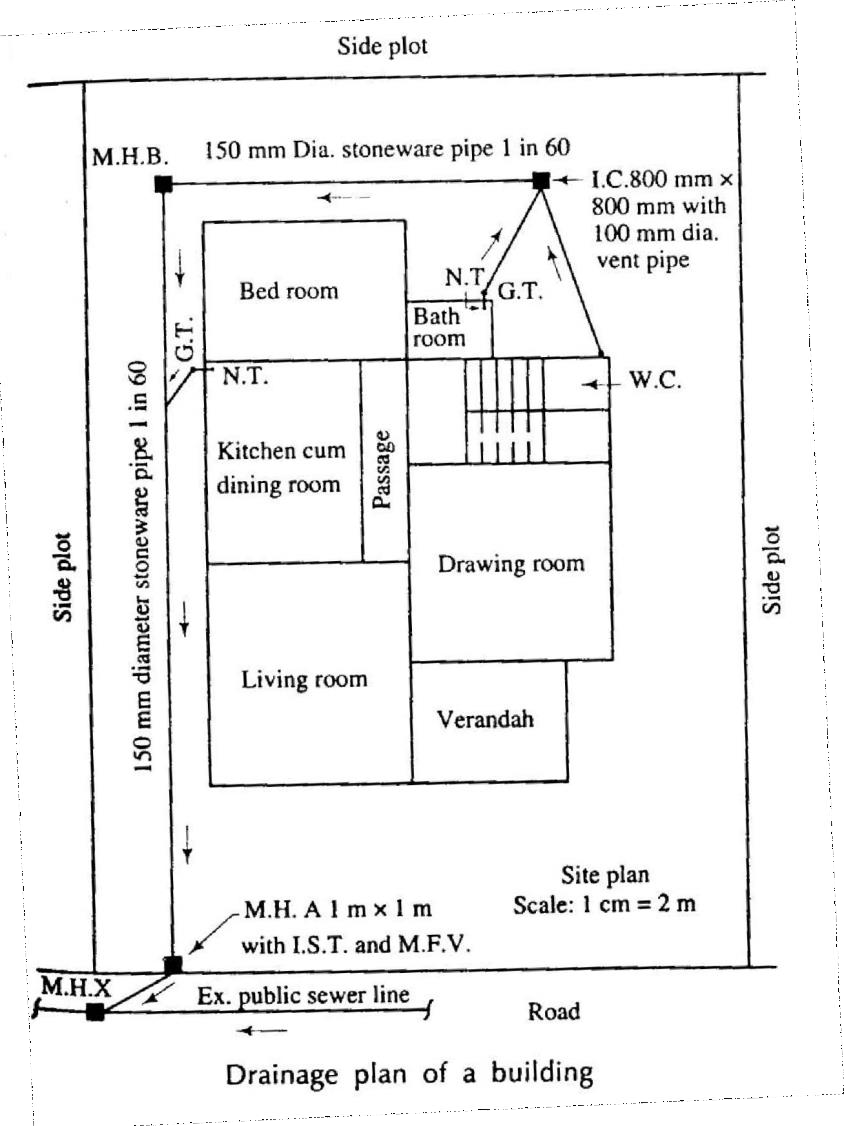 Side plot
M.H.B.
150 mm Dia. stoneware pipe 1 in 60
I.C.800 mm ×
800 mm with
100 mm dia.
vent pipe
Bed room
N.T.
G.T.
Bath
room
G.T.
N.T.
W.C.
Kitchen cum
dining room
Passage
150 mm diameter stoneware pipe 1 in 60
Side plot
Drawing room
Side plot
Living room
Verandah
Site plan
Scale: 1 cm = 2 m
M.H. A 1 m × 1 m
with I.S.T. and M.F.V.
M.H.X
Ex. public sewer line
Road
Drainage plan of a building